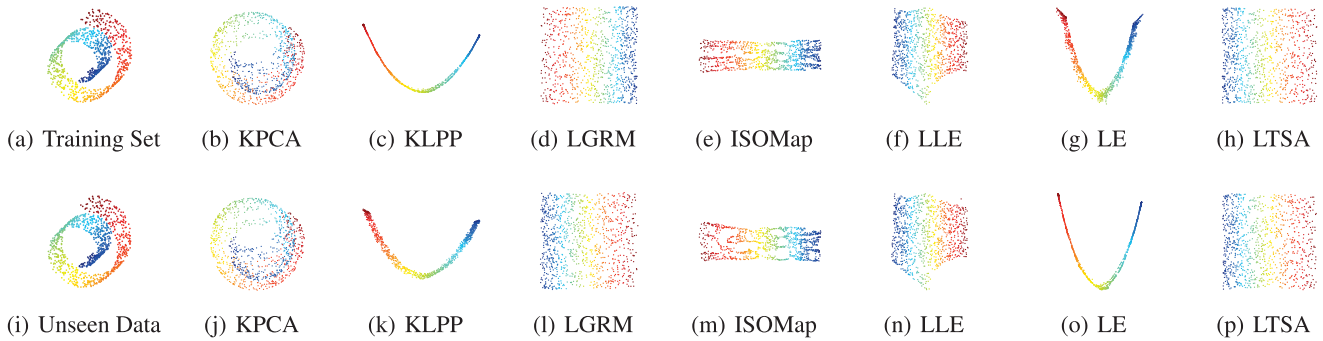 (a) Training Set (b) KPCA (c) KLPP (d) LGRM (e) ISOMap (f) LLE (g) LE (h) LTSA
(i) Unseen Data (j) KPCA (k) KLPP (l) LGRM (m) ISOMap (n) LLE (o) LE (p) LTSA